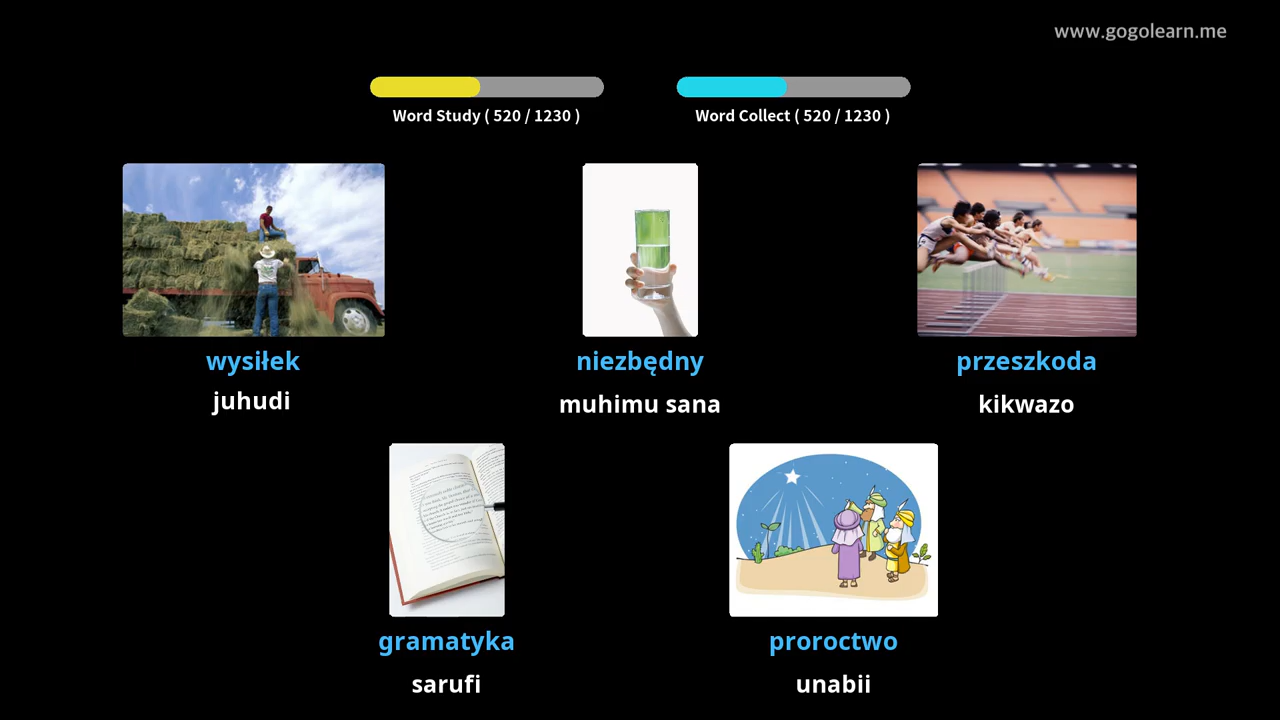 www.gogolearn.me
Word Study ( 520 / 1230 )
Word Collect ( 520 / 1230 )
wysiłek
niezbędny
przeszkoda
juhudi
muhimu sana
kikwazo
gramatyka
proroctwo
sarufi
unabii